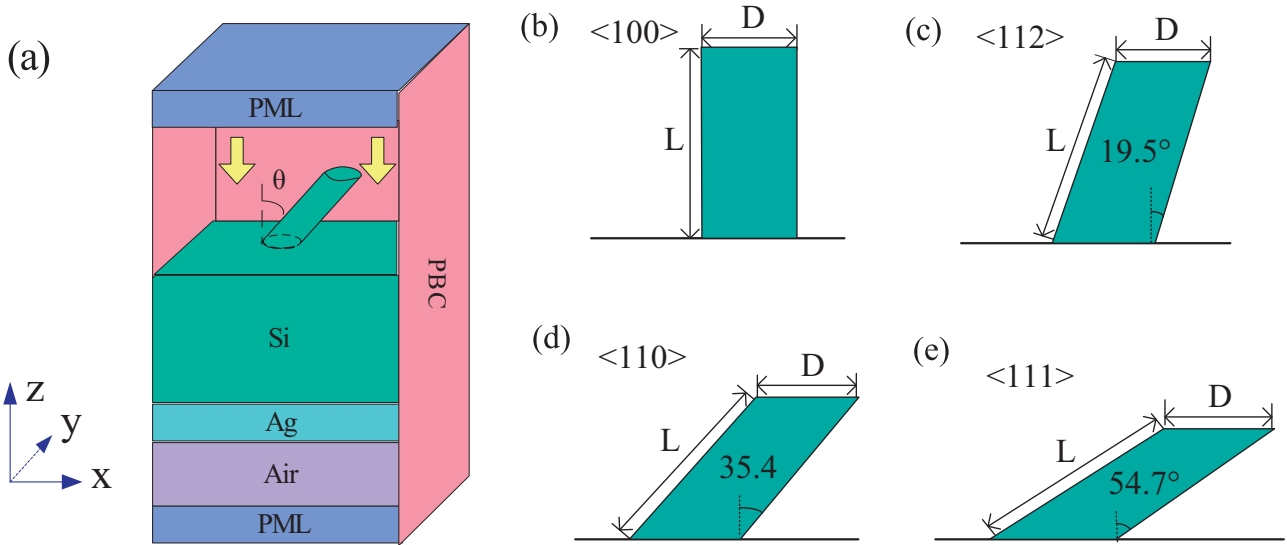 (a)
PML
θ
PBC
Si
Ag
Air
PML
z
y
x
(b)
<100>
D
L
(c)
<112>
D
L
19.5°
(d)
<110>
D
L
35.4
(e)
<111>
D
L
54.7°